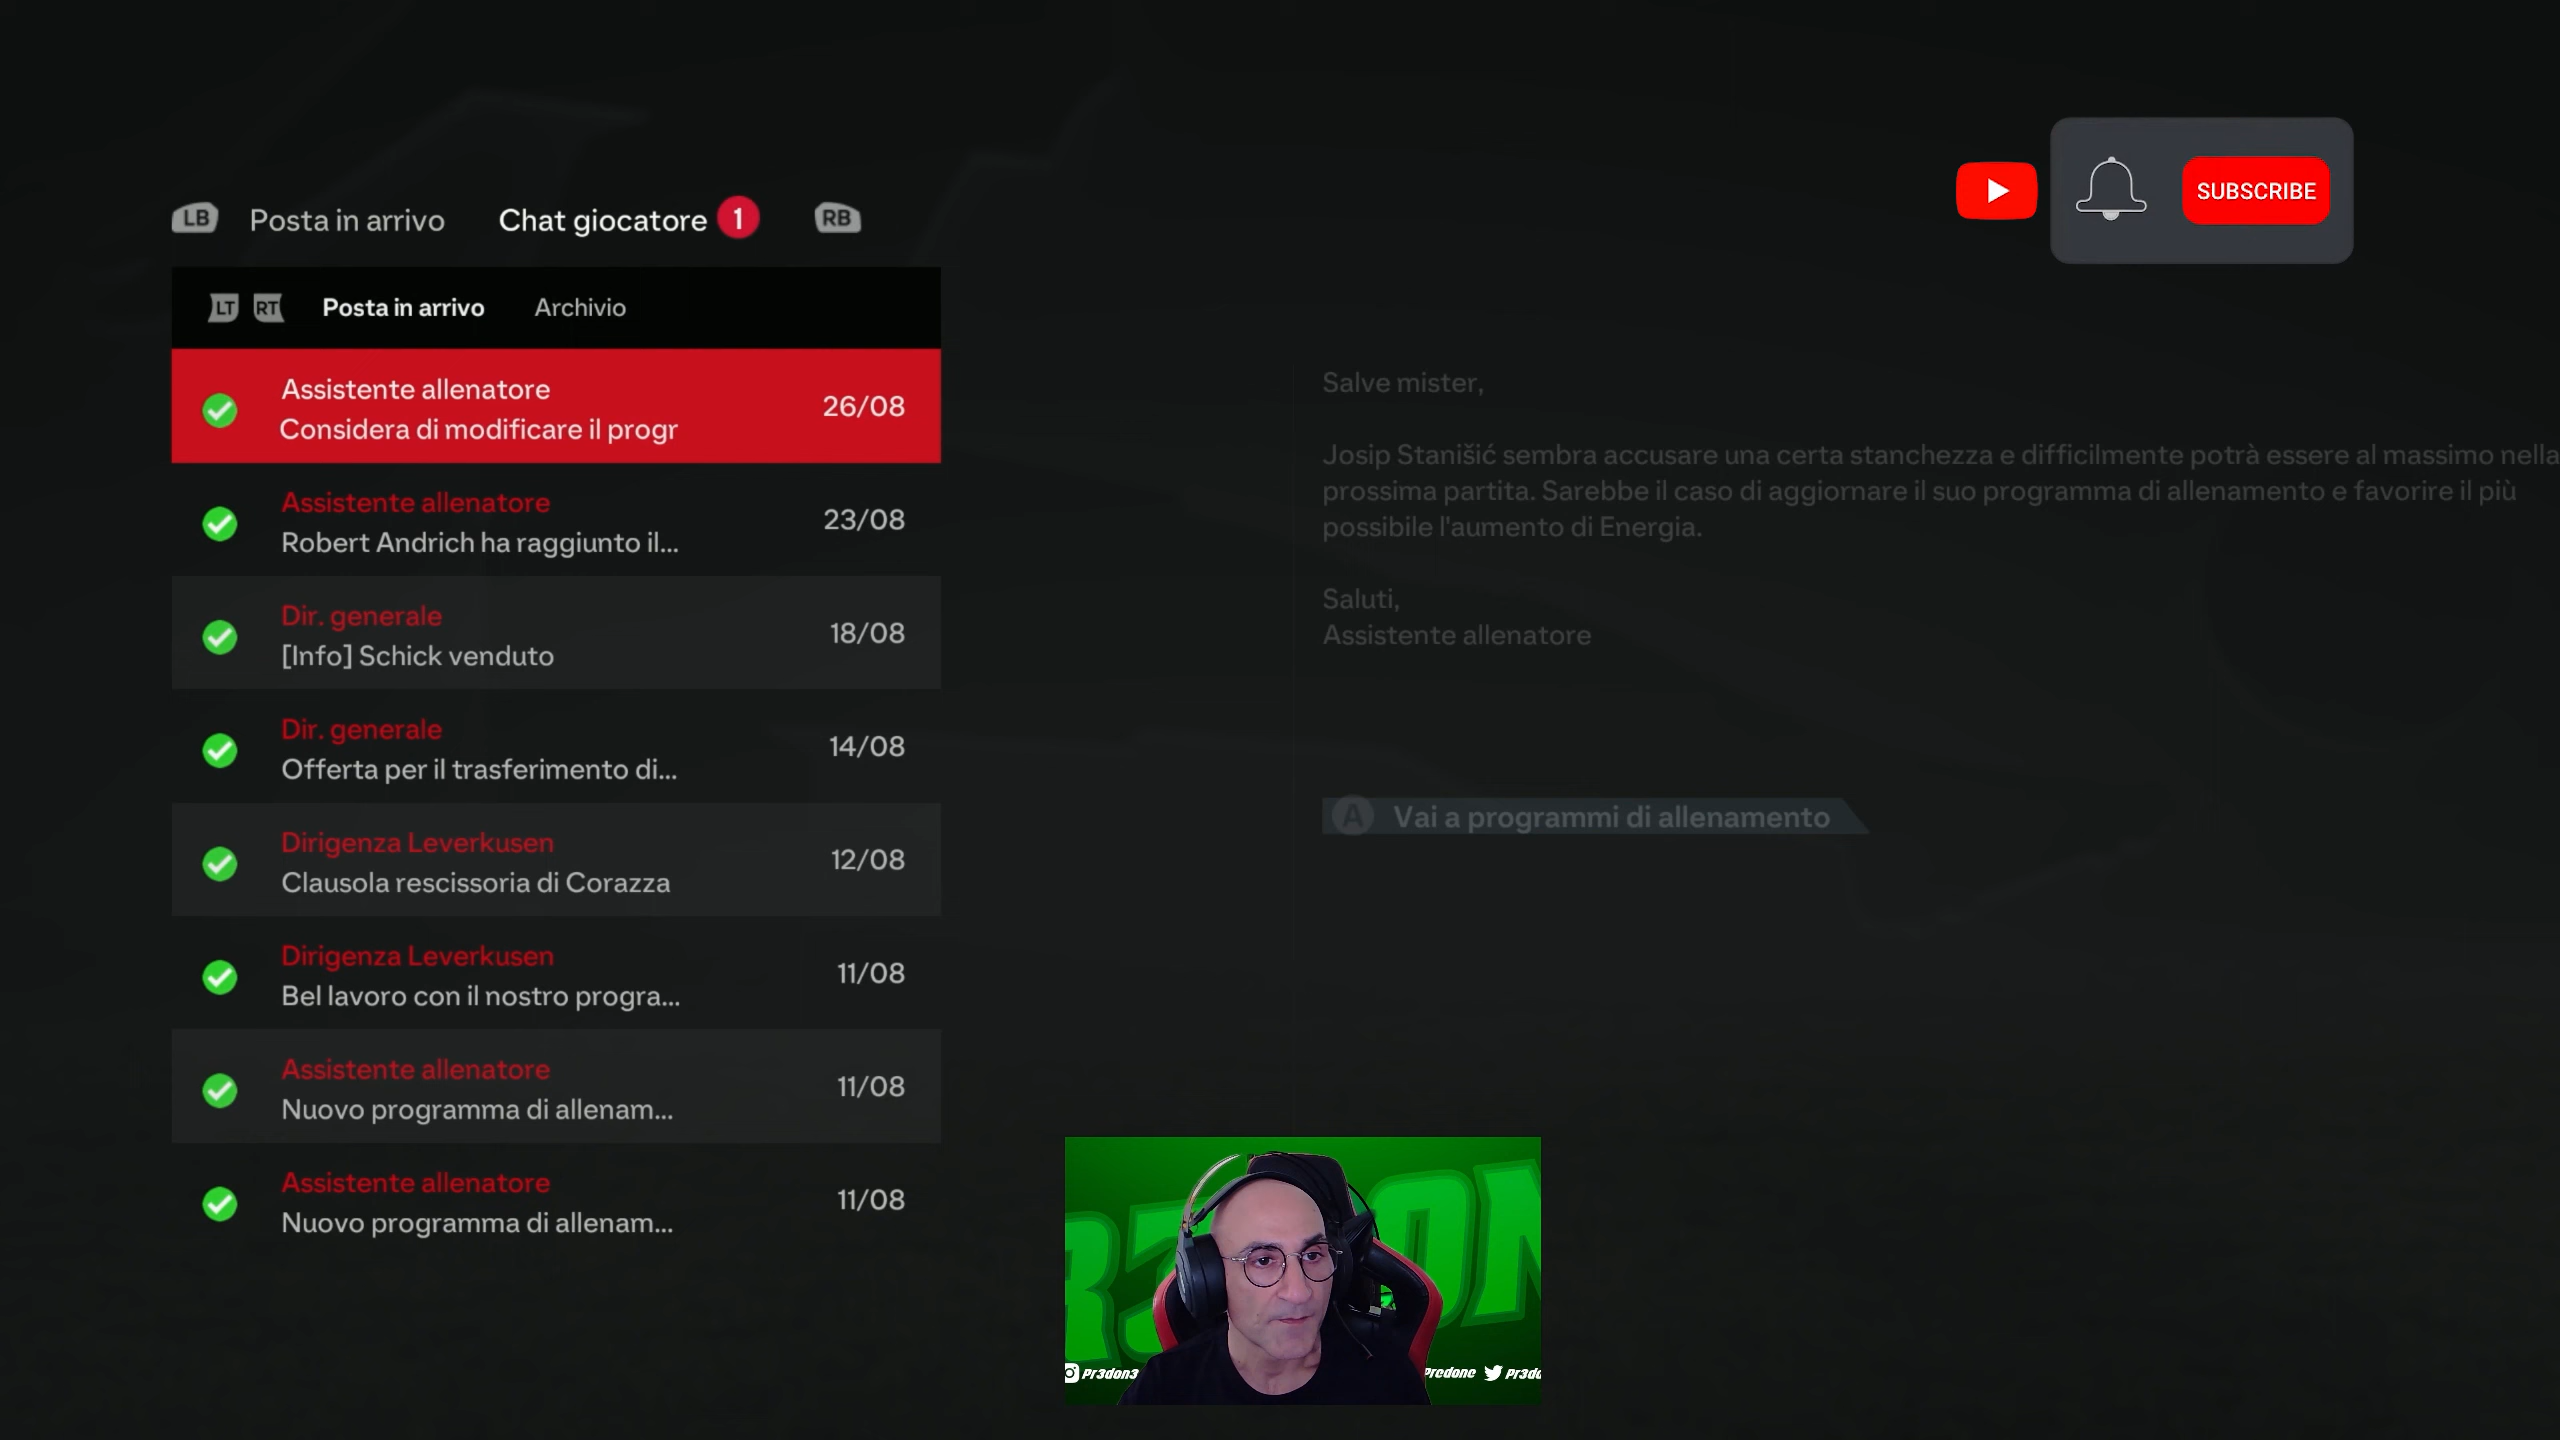 LB Posta in arrivo Chat giocatore 1 RB
SUBSCRIBE
LT RT Posta in arrivo Archivio
Assistente allenatore
Considera di modificare il progr
26/08
Assistente allenatore
Robert Andrich ha raggiunto il...
23/08
Dir. generale
[Info] Schick venduto
18/08
Dir. generale
Offerta per il trasferimento di...
14/08
Dirigenza Leverkusen
Clausola rescissoria di Corazza
12/08
Dirigenza Leverkusen
Bel lavoro con il nostro progra...
11/08
Assistente allenatore
Nuovo programma di allenam...
11/08
Assistente allenatore
Nuovo programma di allenam...
11/08
Salve mister,
Josip Stanišić sembra accusare una certa stanchezza e difficilmente potrà essere al massimo nella
prossima partita. Sarebbe il caso di aggiornare il suo programma di allenamento e favorire il più
possibile l'aumento di Energia.
Saluti,
Assistente allenatore
A Vai a programmi di allenamento
Pr3don3 Predone